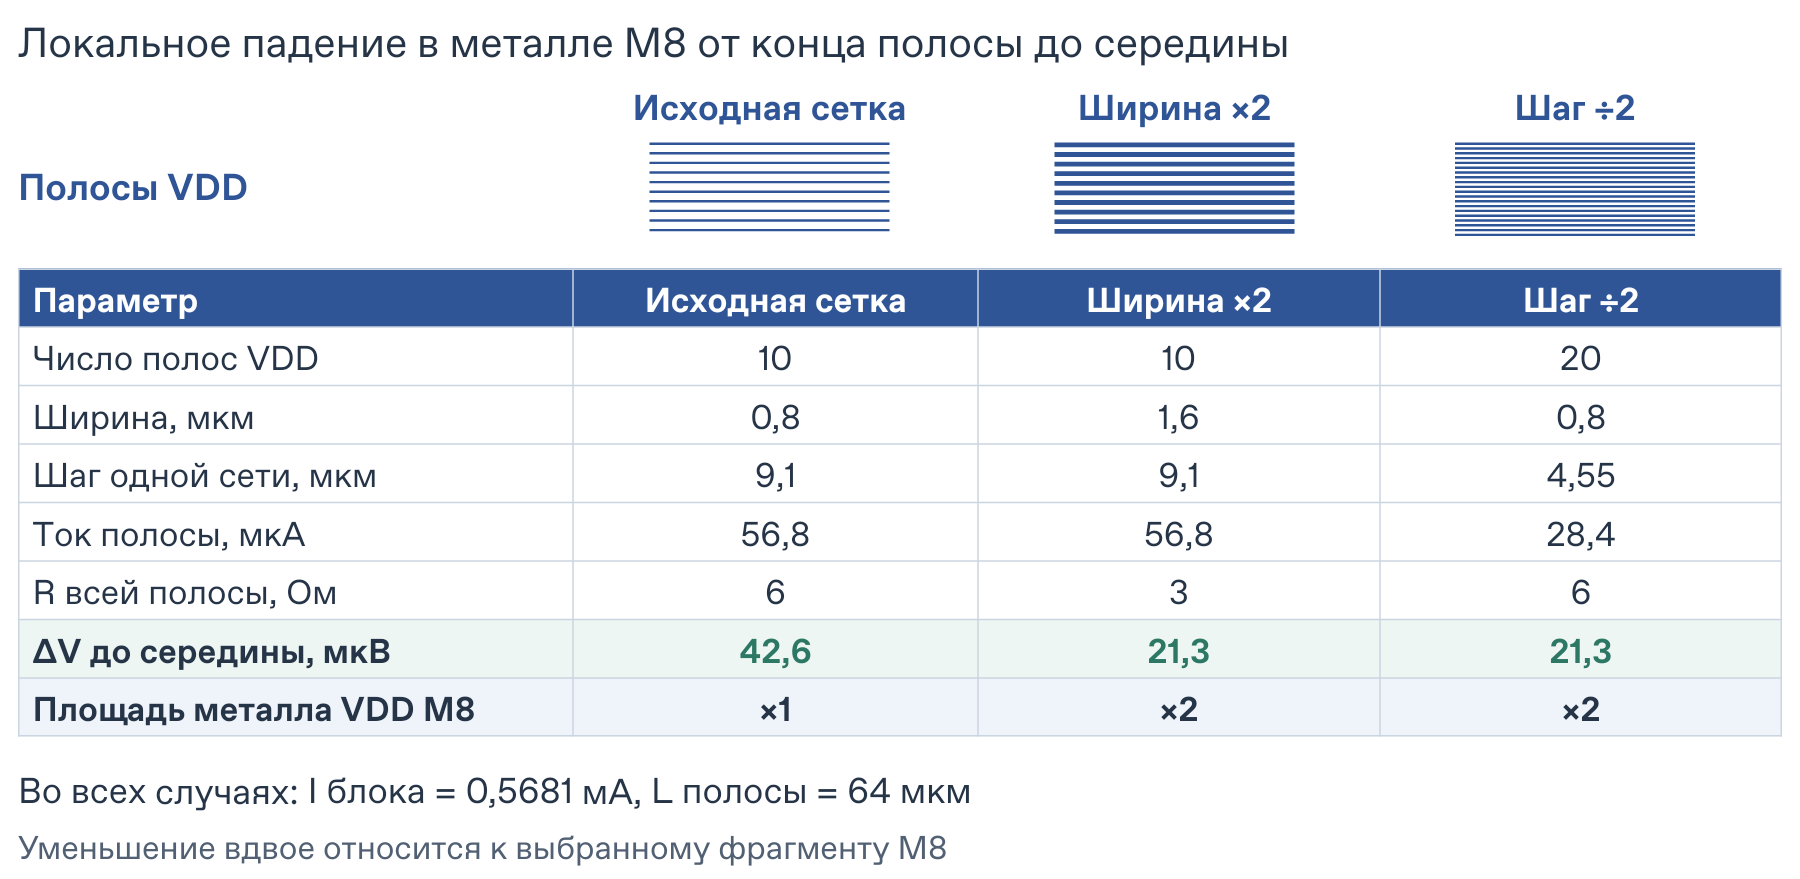 Локальное падение в металле M8 от конца полосы до середины
Исходная сетка Ширина ×2 Шаг ÷2
Полосы VDD
Параметр Исходная сетка Ширина ×2 Шаг ÷2
Число полос VDD 10 10 20
Ширина, мкм 0,8 1,6 0,8
Шаг одной сети, мкм 9,1 9,1 4,55
Ток полосы, мкА 56,8 56,8 28,4
R всей полосы, Ом 6 3 6
ΔV до середины, мкВ 42,6 21,3 21,3
Площадь металла VDD M8 ×1 ×2 ×2
Во всех случаях: I блока = 0,5681 мА, L полосы = 64 мкм
Уменьшение вдвое относится к выбранному фрагменту M8